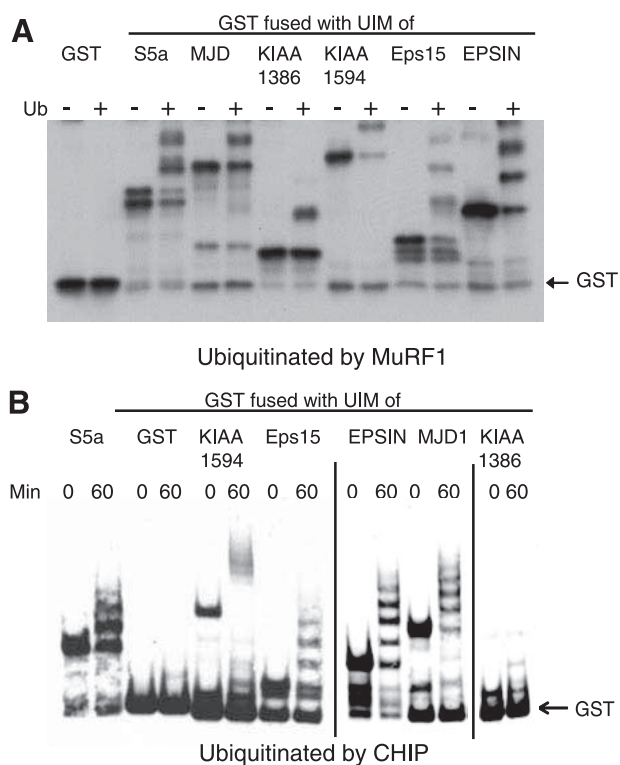 A
GST fused with UIM of
GST S5a MJD KIAA 1386 KIAA 1594 Eps15 EPSIN
Ub - + - + - + - + - + - + - +
← GST
Ubiquitinated by MuRF1
B
GST fused with UIM of
S5a GST KIAA 1594 Eps15 EPSIN MJD1 KIAA 1386
Min 0 60 0 60 0 60 0 60 0 60 0 60 0 60
← GST
Ubiquitinated by CHIP